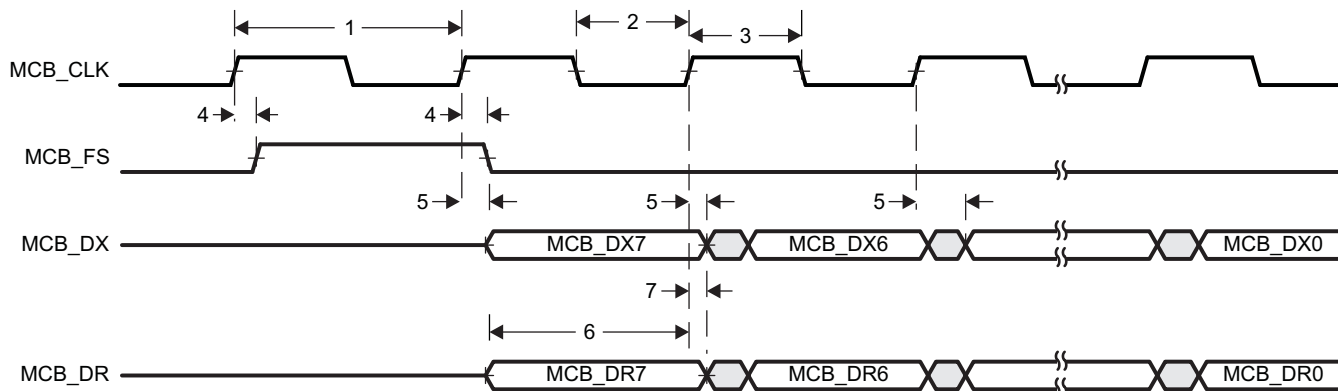 1
2
3
MCB_CLK
4
4
MCB_FS
5
5
5
MCB_DX
MCB_DX7
MCB_DX6
MCB_DX0
7
6
MCB_DR
MCB_DR7
MCB_DR6
MCB_DR0